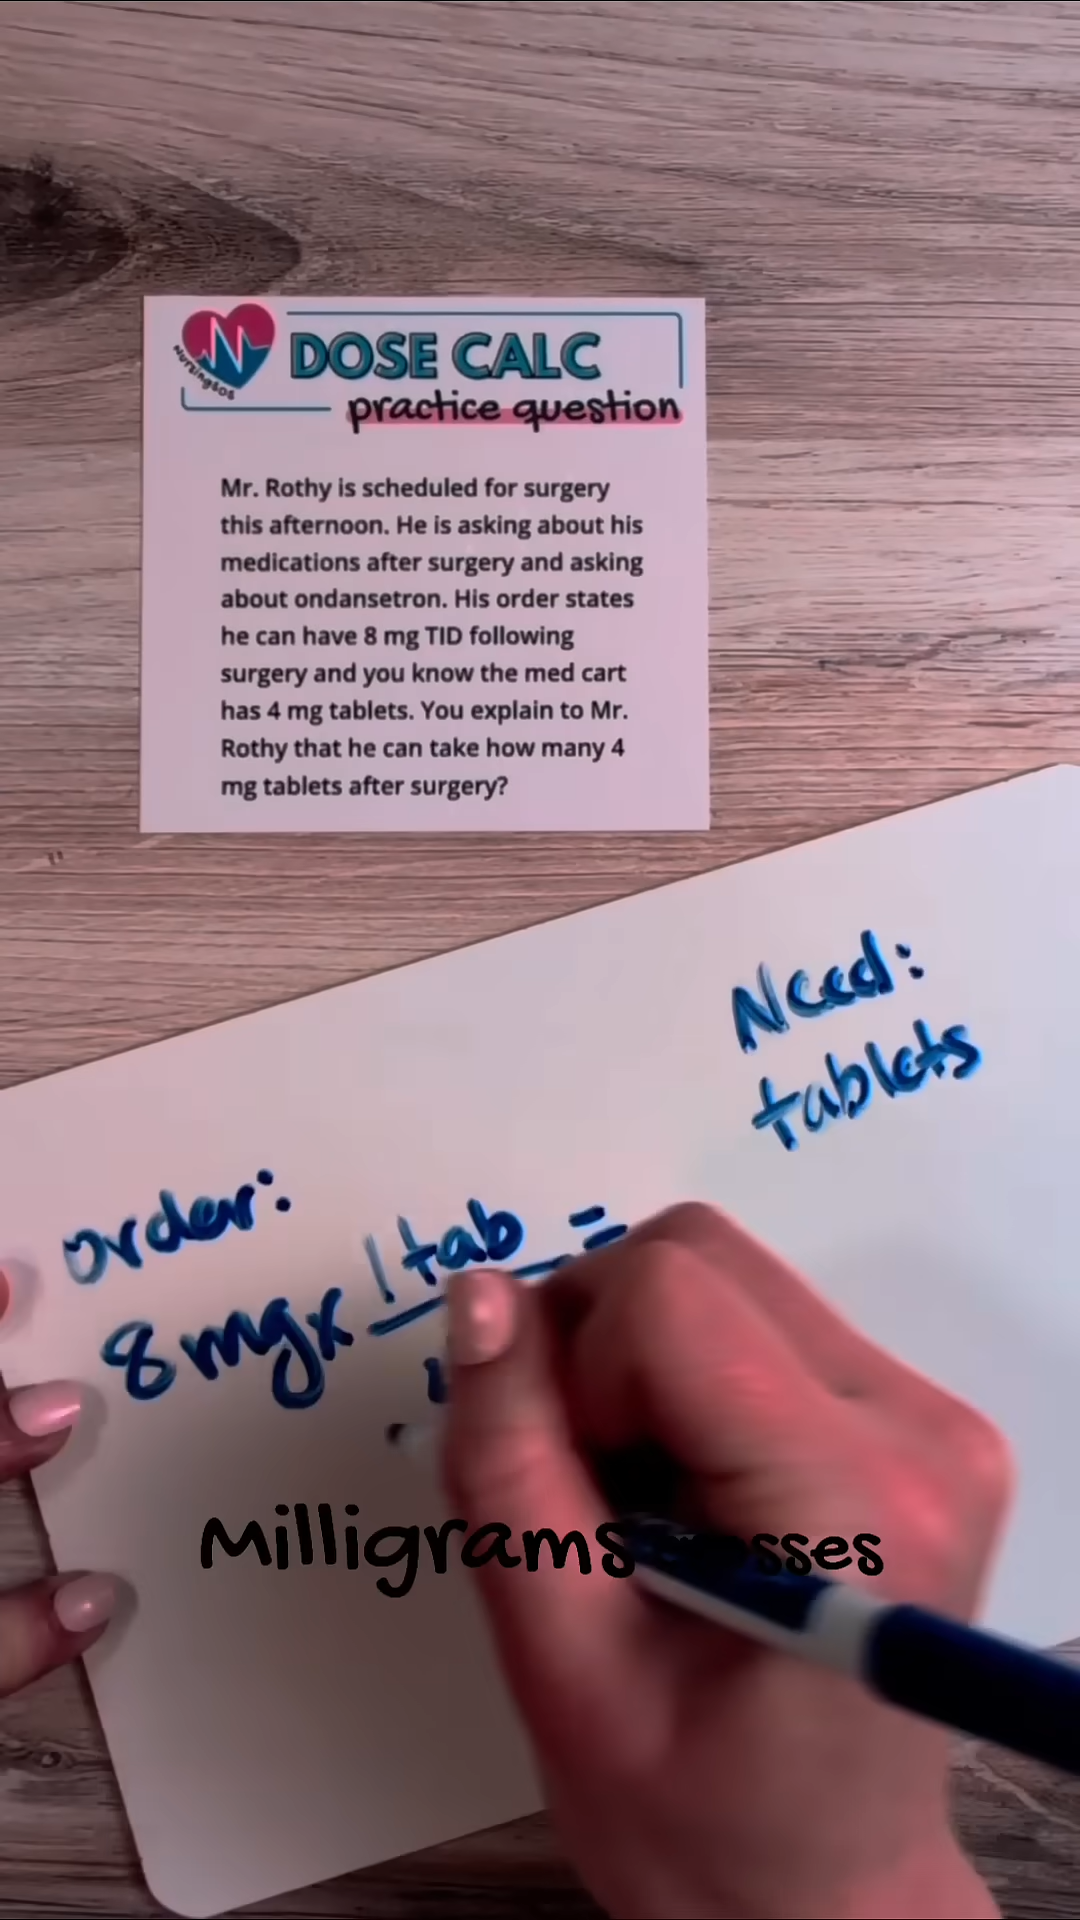 N
NursingSOS
DOSE CALC
practice question
Mr. Rothy is scheduled for surgery
this afternoon. He is asking about his
medications after surgery and asking
about ondansetron. His order states
he can have 8 mg TID following
surgery and you know the med cart
has 4 mg tablets. You explain to Mr.
Rothy that he can take how many 4
mg tablets after surgery?
Need:
tablets
order:
8mg x 1 tab =
Milligrams